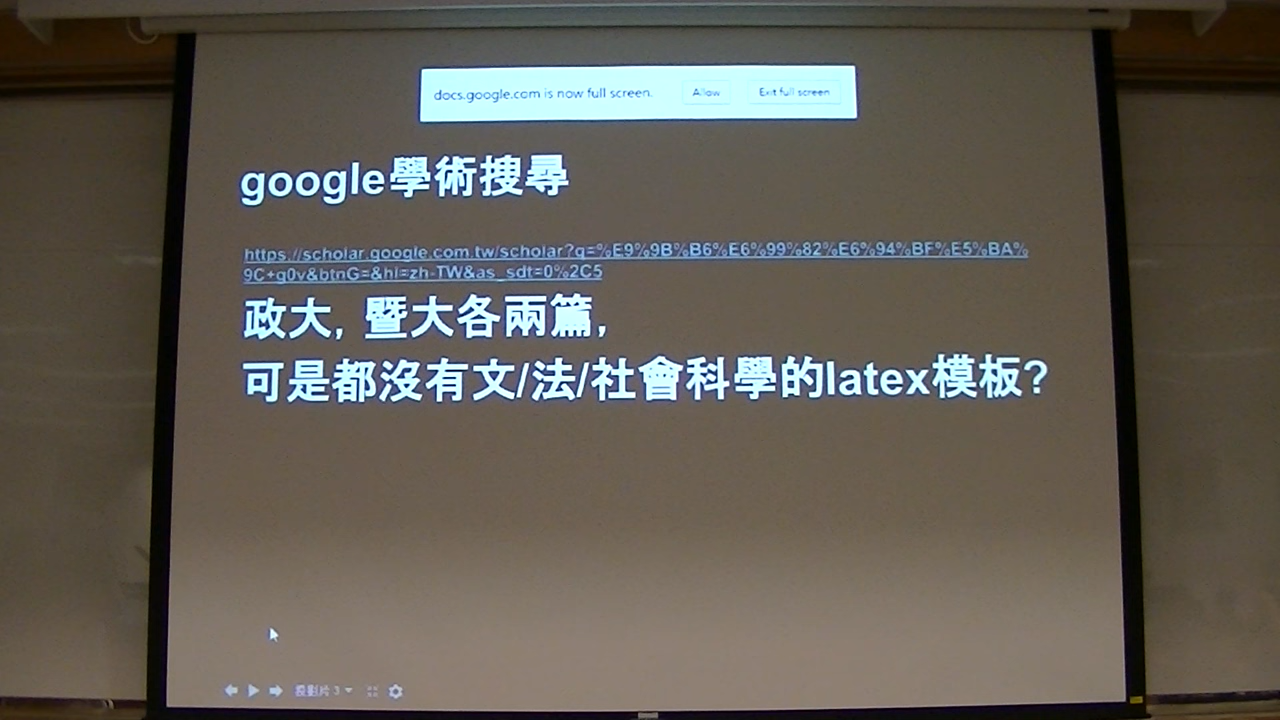 docs.google.com is now full screen. Allow Exit full screen
google學術搜尋
https://scholar.google.com.tw/scholar?q=%E9%9B%B6%E6%99%82%E6%94%BF%E5%BA%
9C+g0v&btnG=&hl=zh-TW&as_sdt=0%2C5
政大, 暨大各兩篇,
可是都沒有文/法/社會科學的latex模板?
投影片 3